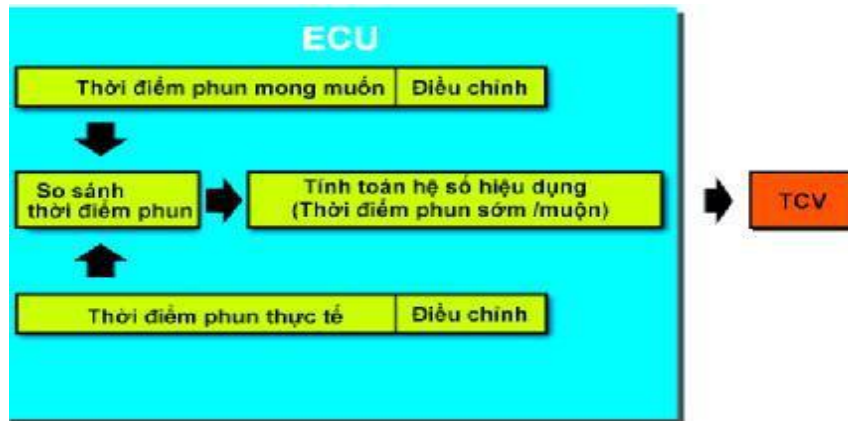 ECU
Thời điểm phun mong muốn Điều chỉnh
So sánh
thời điểm phun
Tính toán hệ số hiệu dụng
(Thời điểm phun sớm /muộn)
TCV
Thời điểm phun thực tế Điều chỉnh